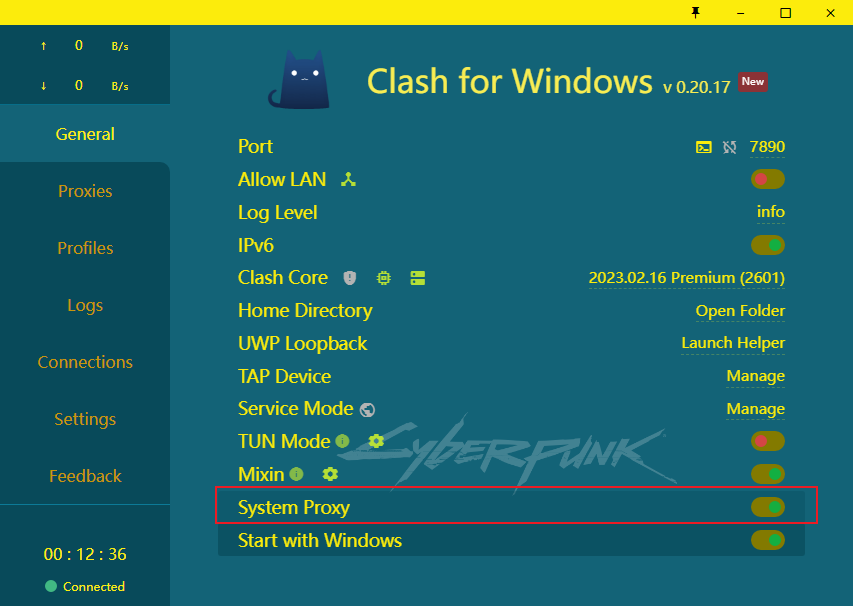 ↑ 0 B/s
↓ 0 B/s
General
Proxies
Profiles
Logs
Connections
Settings
Feedback
00 : 12 : 36
Connected
Clash for Windows v 0.20.17 New
Port 7890
Allow LAN
Log Level info
IPv6
Clash Core 2023.02.16 Premium (2601)
Home Directory Open Folder
UWP Loopback Launch Helper
TAP Device Manage
Service Mode Manage
TUN Mode
CYBERPUNK
Mixin
System Proxy
Start with Windows